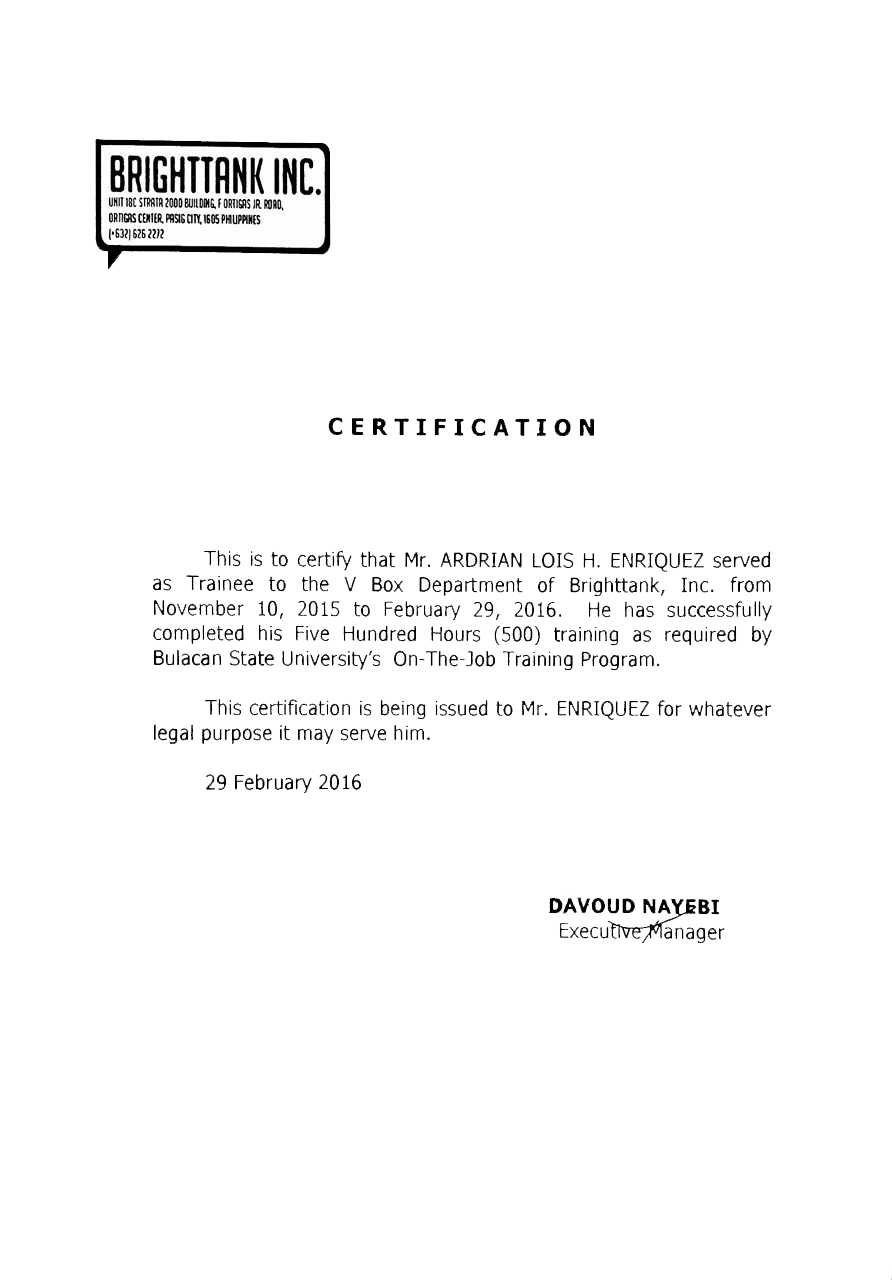 BRIGHTTANK INC.
UNIT 18C STRATA 2000 BUILDING, F ORTIGAS JR. ROAD,
ORTIGAS CENTER, PASIG CITY, 1605 PHILIPPINES
(+632) 626 2272
CERTIFICATION
This is to certify that Mr. ARDRIAN LOIS H. ENRIQUEZ served
as Trainee to the V Box Department of Brighttank, Inc. from
November 10, 2015 to February 29, 2016. He has successfully
completed his Five Hundred Hours (500) training as required by
Bulacan State University's On-The-Job Training Program.
This certification is being issued to Mr. ENRIQUEZ for whatever
legal purpose it may serve him.
29 February 2016
DAVOUD NAYEBI
Executive Manager